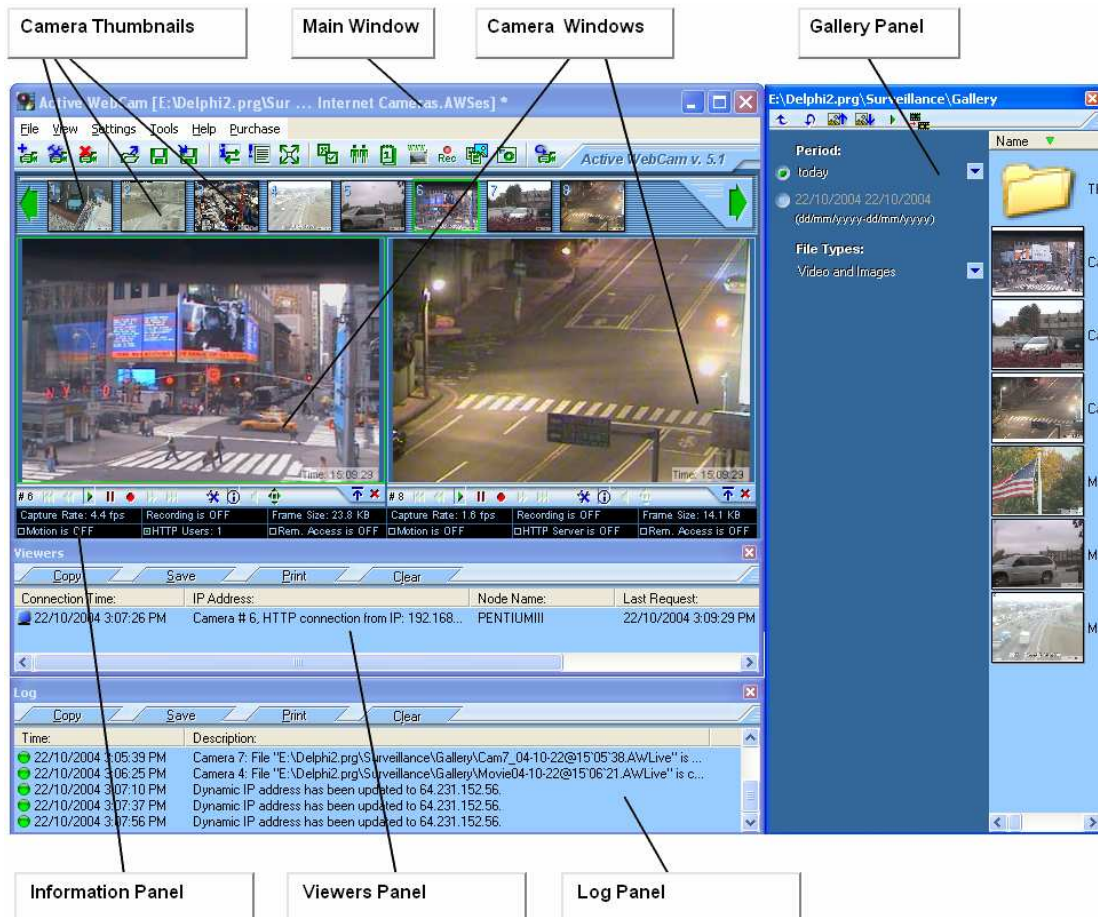 Camera Thumbnails
Main Window
Camera Windows
Gallery Panel
Active WebCam [E:\Delphi2.prg\Sur ... Internet Cameras.AWSes] *
File View Settings Tools Help Purchase
Rec
Active WebCam v. 5.1
1 2 3 4 5 6 7 8
Time: 15:09:29
Time: 15:09:29
# 6
# 8
Capture Rate: 4.4 fps Recording is OFF Frame Size: 23.8 KB
Motion is OFF HTTP Users: 1 Rem. Access is OFF
Capture Rate: 1.6 fps Recording is OFF Frame Size: 14.1 KB
Motion is OFF HTTP Server is OFF Rem. Access is OFF
Viewers
Copy Save Print Clear
Connection Time: IP Address: Node Name: Last Request:
22/10/2004 3:07:26 PM Camera # 6, HTTP connection from IP: 192.168... PENTIUMIII 22/10/2004 3:09:29 PM
Log
Copy Save Print Clear
Time: Description:
22/10/2004 3:05:39 PM Camera 7: File "E:\Delphi2.prg\Surveillance\Gallery\Cam7_04-10-22@15`05`38.AWLive" is ...
22/10/2004 3:06:25 PM Camera 4: File "E:\Delphi2.prg\Surveillance\Gallery\Movie04-10-22@15`06`21.AWLive" is c...
22/10/2004 3:07:10 PM Dynamic IP address has been updated to 64.231.152.56.
22/10/2004 3:07:37 PM Dynamic IP address has been updated to 64.231.152.56.
22/10/2004 3:07:56 PM Dynamic IP address has been updated to 64.231.152.56.
E:\Delphi2.prg\Surveillance\Gallery
Period:
today
22/10/2004 22/10/2004
(dd/mm/yyyy-dd/mm/yyyy)
File Types:
Video and Images
Name
Information Panel
Viewers Panel
Log Panel